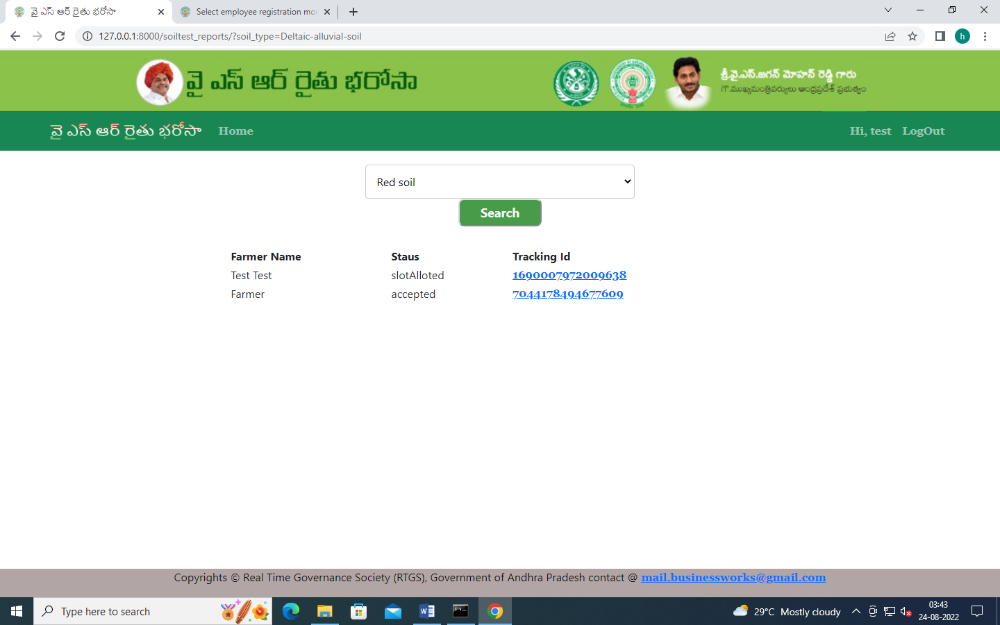 వై ఎస్ ఆర్ రైతు భరోసా
Select employee registration mo
127.0.0.1:8000/soiltest_reports/?soil_type=Deltaic-alluvial-soil
h
వై ఎస్ ఆర్ రైతు భరోసా
శ్రీ.వై.ఎస్.జగన్ మోహన్ రెడ్డి గారు
గౌ.ముఖ్యమంత్రివర్యులు ఆంధ్రప్రదేశ్ ప్రభుత్వం
వై ఎస్ ఆర్ రైతు భరోసా Home Hi, test LogOut
Red soil
Search
Farmer Name Staus Tracking Id
Test Test slotAlloted 1690007972009638
Farmer accepted 7044178494677609
Copyrights © Real Time Governance Society (RTGS), Government of Andhra Pradesh contact @ mail.businessworks@gmail.com
Type here to search
29°C Mostly cloudy
03:43
24-08-2022